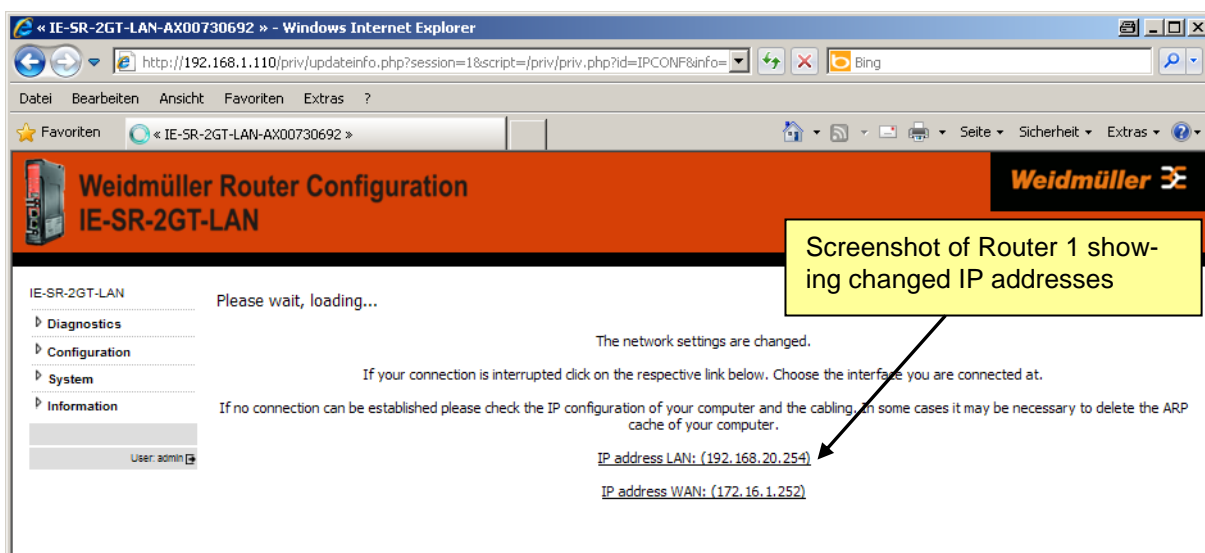 « IE-SR-2GT-LAN-AX00730692 » - Windows Internet Explorer
http://192.168.1.110/priv/updateinfo.php?session=1&script=/priv/priv.php?id=IPCONF&info=
Bing
Datei Bearbeiten Ansicht Favoriten Extras ?
Favoriten « IE-SR-2GT-LAN-AX00730692 » Seite Sicherheit Extras
Weidmüller Router Configuration
IE-SR-2GT-LAN
Weidmüller
Screenshot of Router 1 show-
ing changed IP addresses
IE-SR-2GT-LAN
Diagnostics
Configuration
System
Information
User: admin
Please wait, loading...
The network settings are changed.
If your connection is interrupted click on the respective link below. Choose the interface you are connected at.
If no connection can be established please check the IP configuration of your computer and the cabling. In some cases it may be necessary to delete the ARP
cache of your computer.
IP address LAN: (192.168.20.254)
IP address WAN: (172.16.1.252)